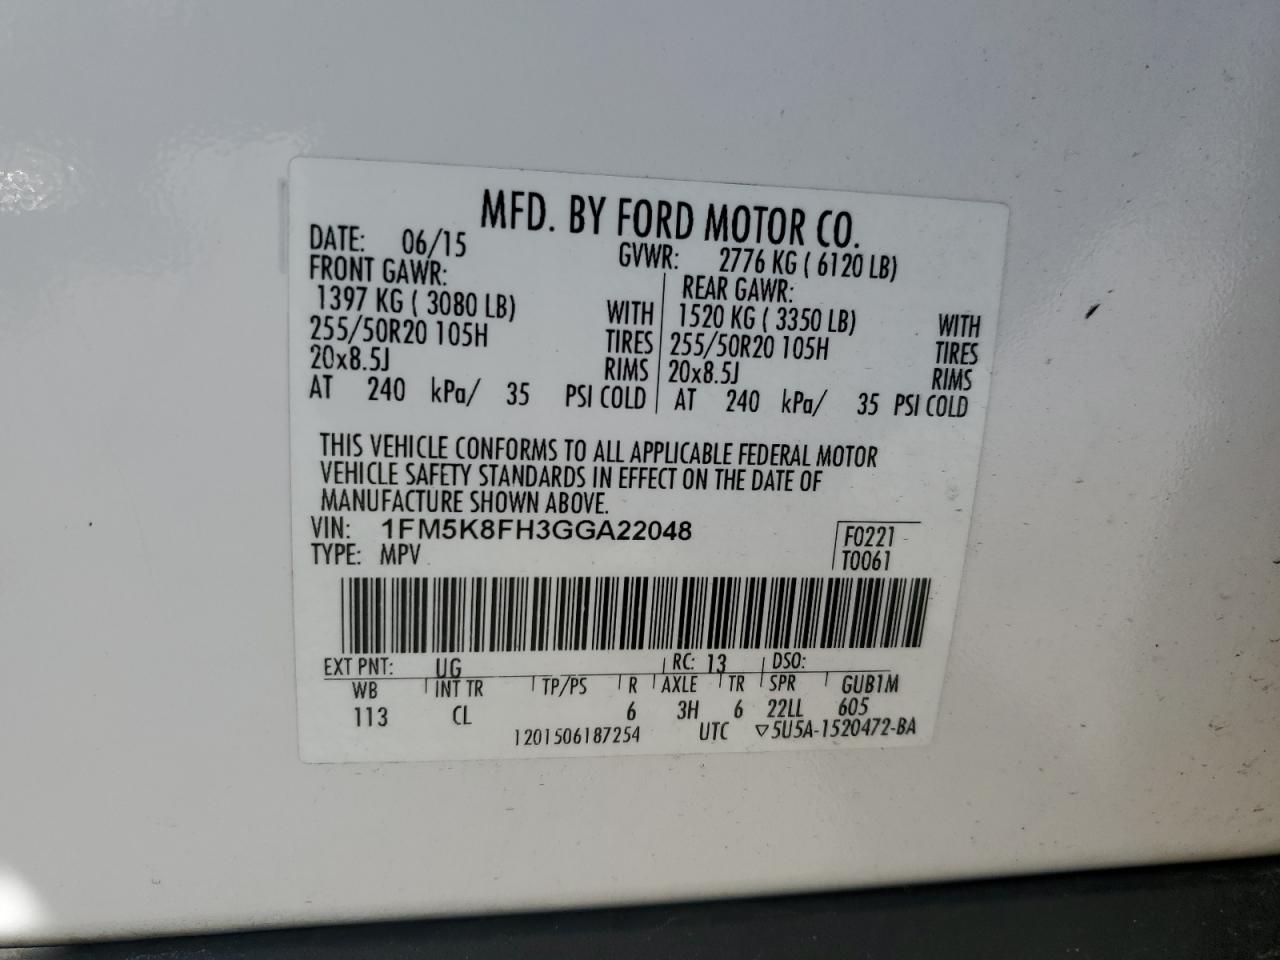 MFD. BY FORD MOTOR CO.
DATE: 06/15 GVWR: 2776 KG ( 6120 LB)
FRONT GAWR: REAR GAWR:
1397 KG ( 3080 LB) WITH 1520 KG ( 3350 LB) WITH
255/50R20 105H TIRES 255/50R20 105H TIRES
20x8.5J RIMS 20x8.5J RIMS
AT 240 kPa/ 35 PSI COLD AT 240 kPa/ 35 PSI COLD
THIS VEHICLE CONFORMS TO ALL APPLICABLE FEDERAL MOTOR
VEHICLE SAFETY STANDARDS IN EFFECT ON THE DATE OF
MANUFACTURE SHOWN ABOVE.
VIN: 1FM5K8FH3GGA22048 F0221
TYPE: MPV T0061
EXT PNT: UG RC: 13 DSO:
WB INT TR TP/PS R AXLE TR SPR GUB1M
113 CL 6 3H 6 22LL 605
1201506187254 UTC ▽5U5A-1520472-BA